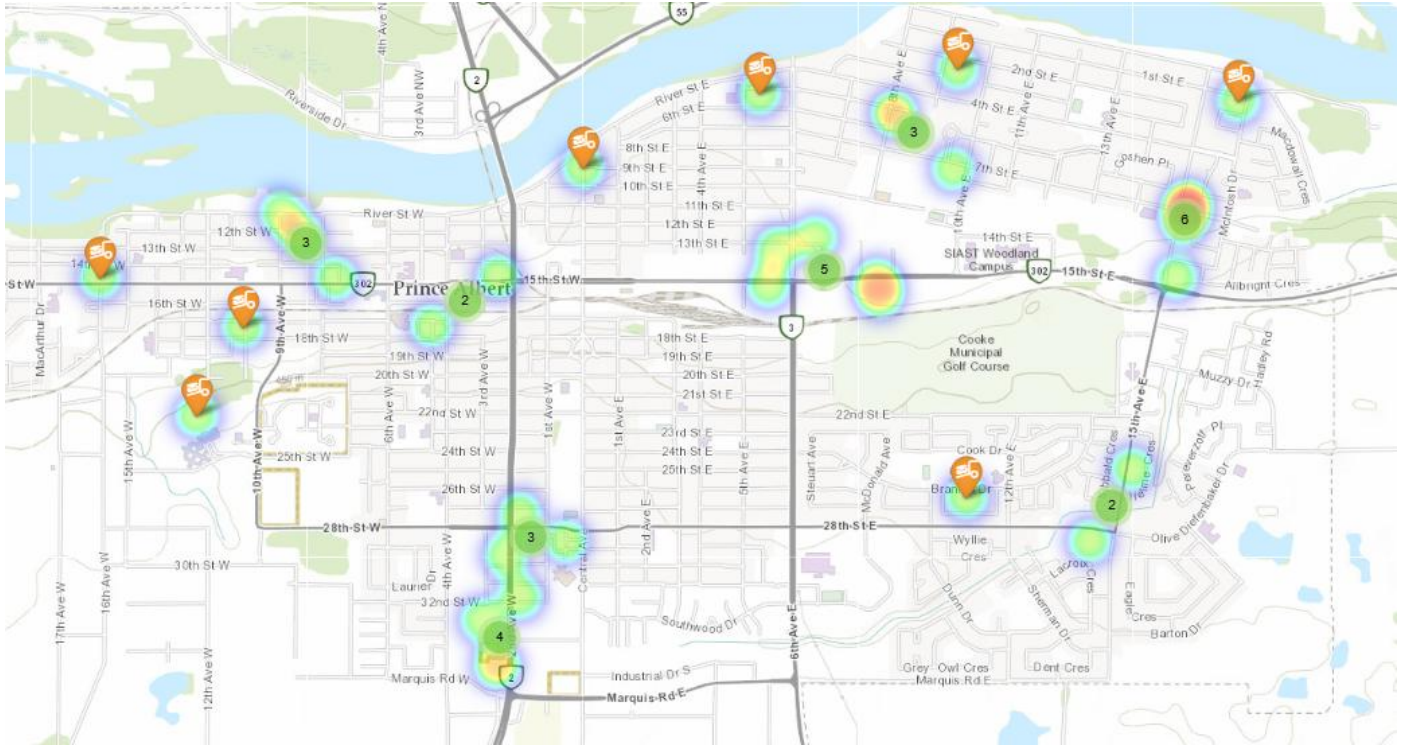 55
2
4th Ave N
3rd Ave NW
Riverside Dr
River St E
6th St E
8th St E
9th St E
10th St E
11th St E
12th St E
13th St E
4th Ave E
8th Ave E
2nd St E
1st St E
4th St E
11th Ave E
13th Ave E
7th St E
10th Ave E
Goshen Pl
Macdowall Cres
McIntosh Dr
3
6
River St W
12th St W
13th St W
3
14th St E
SIAST Woodland
Campus
302
15th-St-E
Allbright Cres
5
St-W
302
Prince Albert
2
15th-St-W
3
16th St W
MacArthur Dr
9th-Ave-W
18th St W
19th St W
20th St W
22nd St W
24th St W
25th St W
26th St W
6th Ave W
3rd Ave W
1st Ave W
1st Ave E
18th St E
19th St E
20th St E
21st St E
22nd St E
23rd St E
24th St E
25th St E
5th Ave E
Steuart Ave
McDonald Ave
Cooke
Municipal
Golf Course
Cook Dr
12th Ave E
15th-Ave-E
Muzzy Dr
Hadley Rd
Peeverzoff Pl
Olive Diefenbaker Dr
2
15th Ave W
10th-Ave-W
28th-St-W
3
Central Ave
2nd Ave E
28th-St-E
Wyllie
Cres
30th St W
Laurier Dr
4th Ave W
32nd St W
4
17th Ave W
16th Ave W
12th Ave W
Marquis Rd W
2
Industrial Dr S
Marquis-Rd-E
Southwood Dr
6th-Ave-E
Dunn Dr
Sherman Dr
Lacroix Cres
Eagle
Cres
Barton Dr
Grey Owl Cres
Dent Cres
Marquis Rd E